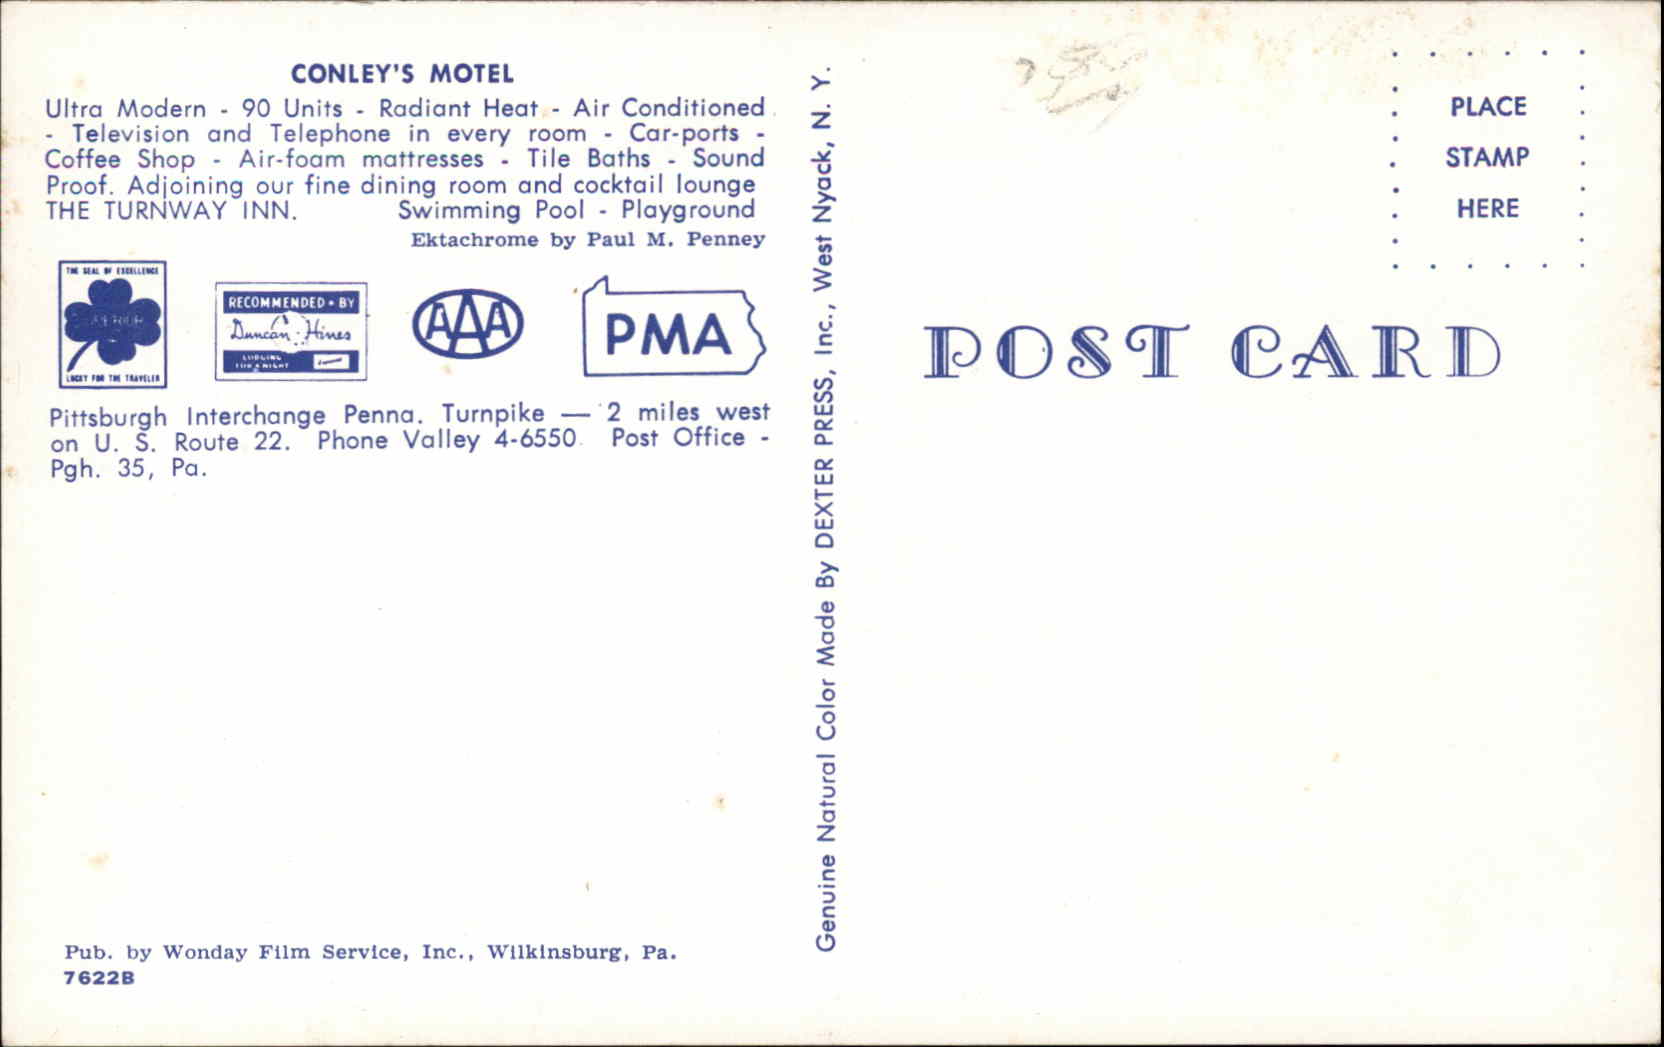 CONLEY'S MOTEL
Ultra Modern - 90 Units - Radiant Heat - Air Conditioned
- Television and Telephone in every room - Car-ports -
Coffee Shop - Air-foam mattresses - Tile Baths - Sound
Proof. Adjoining our fine dining room and cocktail lounge
THE TURNWAY INN. Swimming Pool - Playground
Ektachrome by Paul M. Penney
THE SEAL OF EXCELLENCE
SUPERIOR
LUCKY FOR THE TRAVELER
RECOMMENDED • BY
Duncan Hines
LODGING
FOR A NIGHT
AAA
PMA
Pittsburgh Interchange Penna. Turnpike — 2 miles west
on U. S. Route 22. Phone Valley 4-6550 Post Office -
Pgh. 35, Pa.
Pub. by Wonday Film Service, Inc., Wilkinsburg, Pa.
7622B
Genuine Natural Color Made By DEXTER PRESS, Inc., West Nyack, N. Y.
POST CARD
PLACE
STAMP
HERE